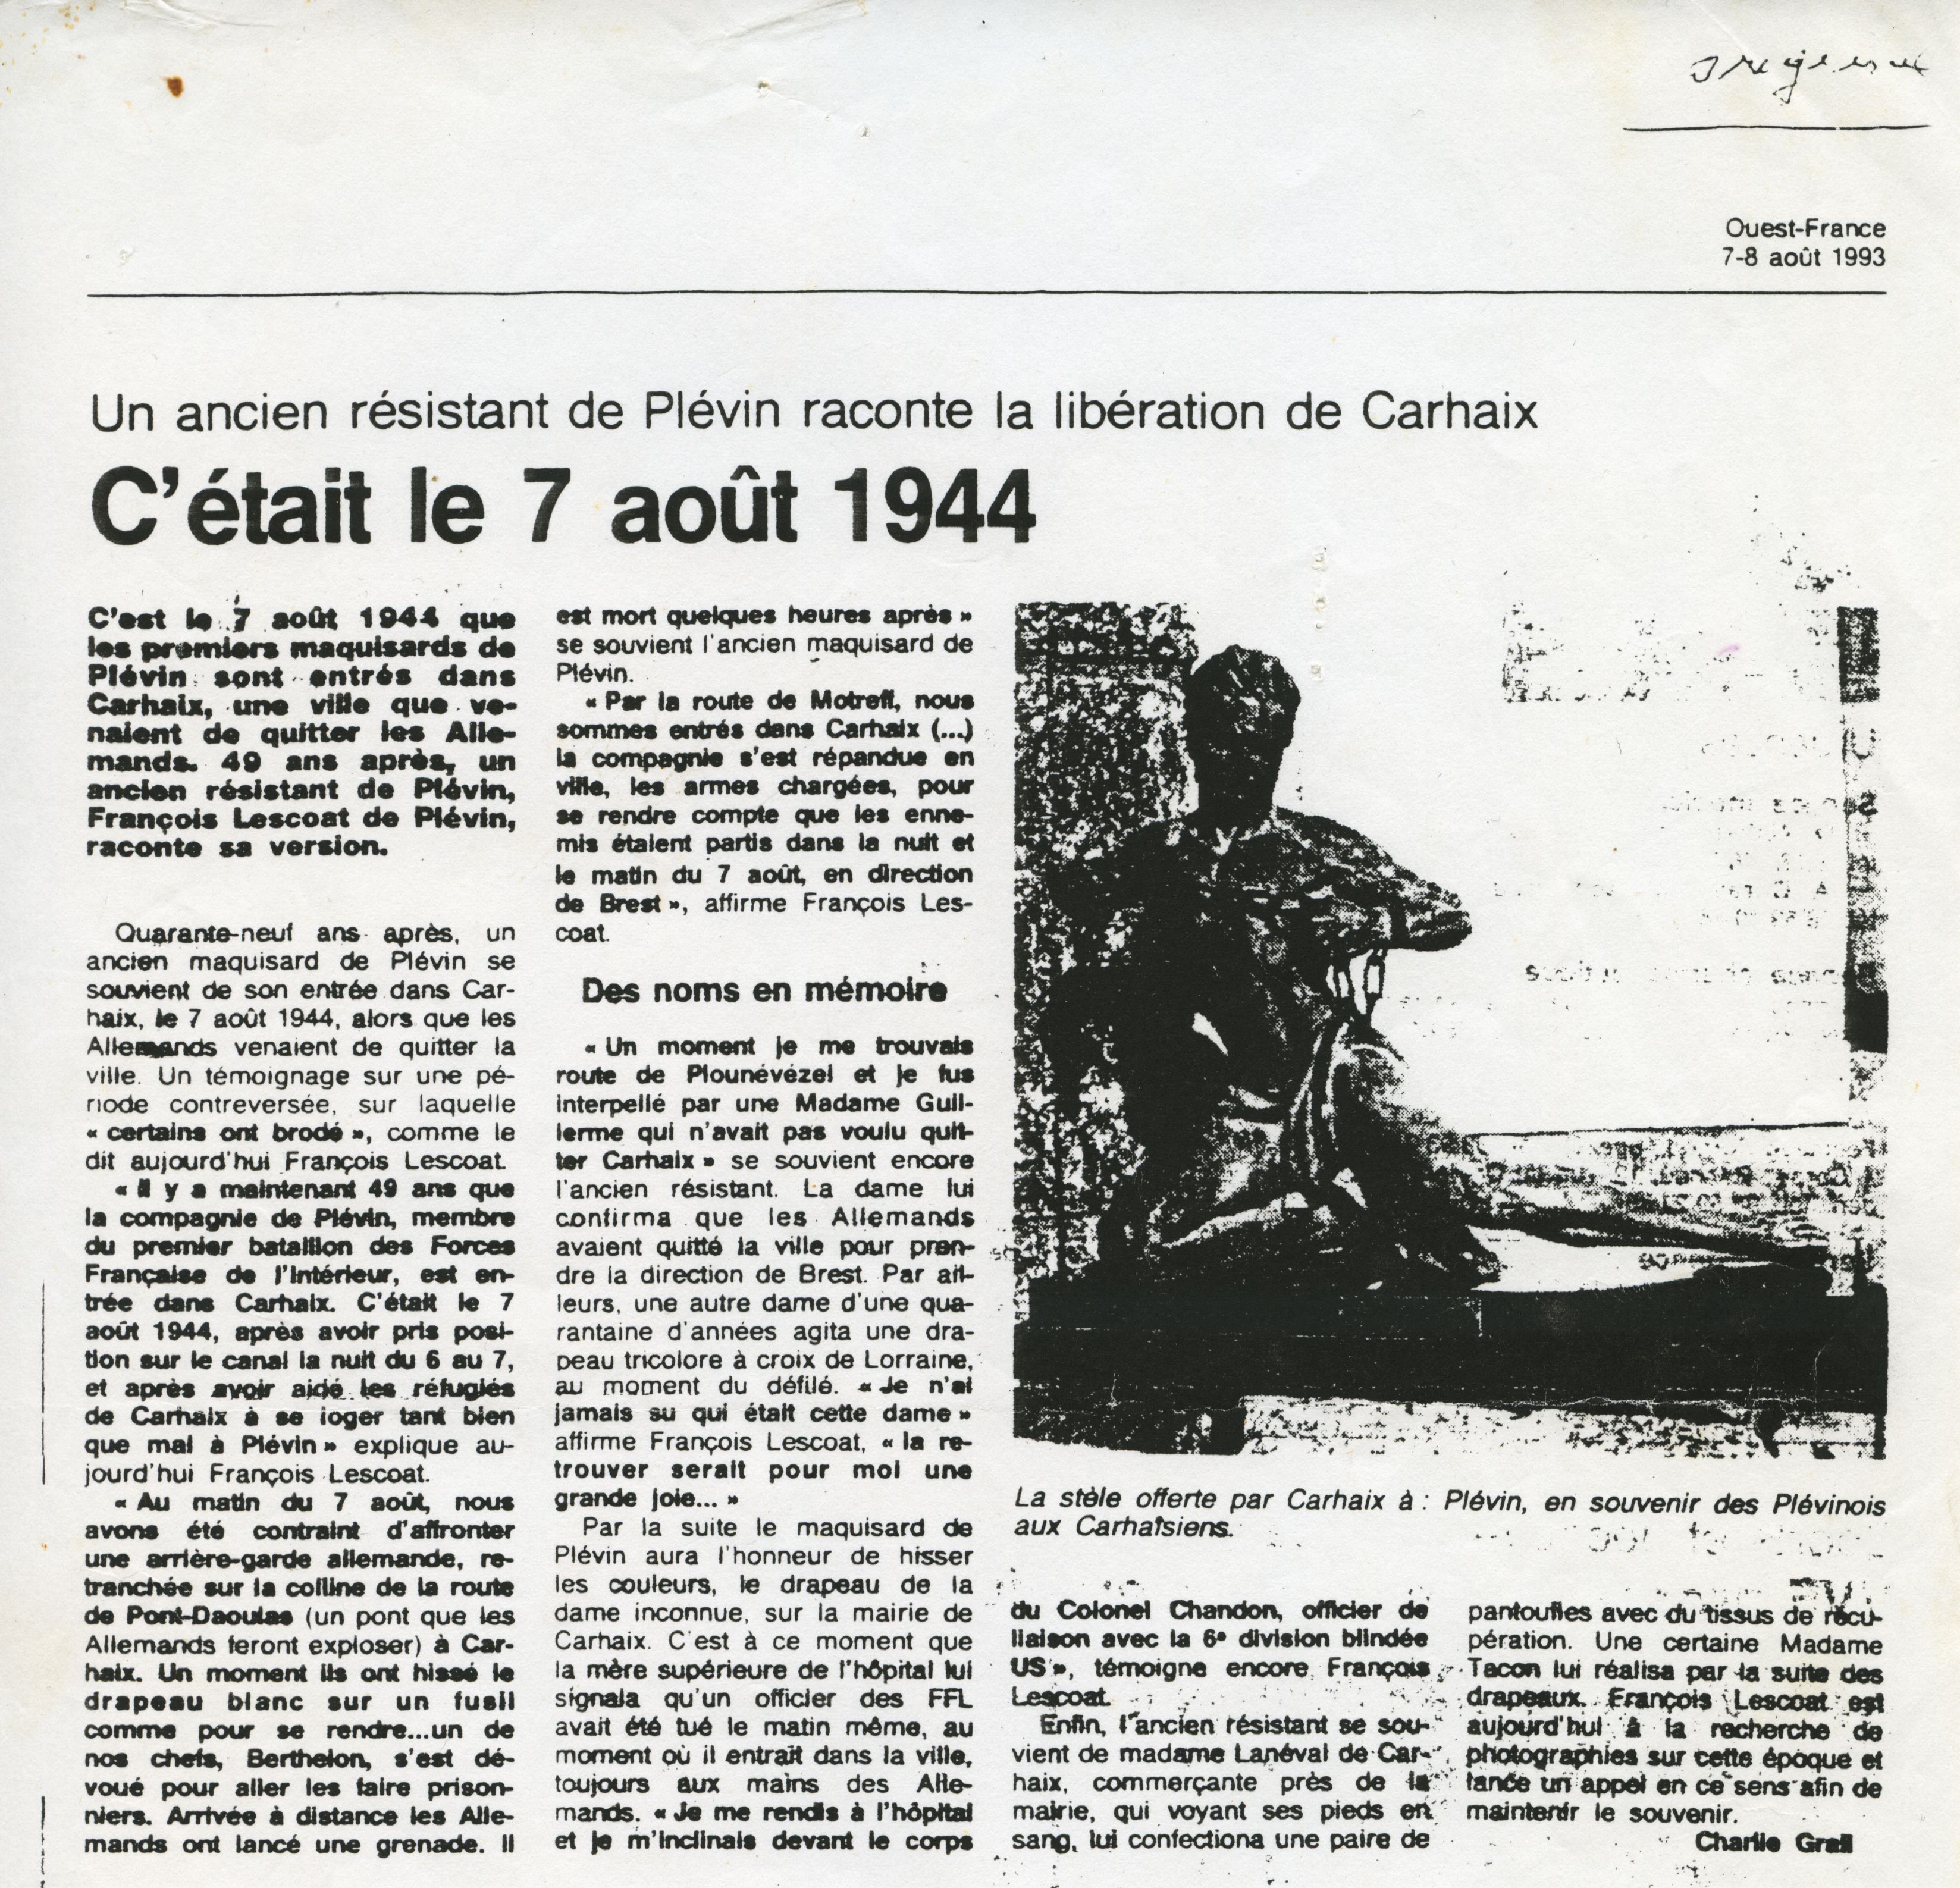 Ouest-France
7-8 août 1993
Un ancien résistant de Plévin raconte la libération de Carhaix
C'était le 7 août 1944
C'est le 7 août 1944 que
les premiers maquisards de
Plévin sont entrés dans
Carhaix, une ville que ve-
naient de quitter les Alle-
mands. 49 ans après, un
ancien résistant de Plévin,
François Lescoat de Plévin,
raconte sa version.
Quarante-neuf ans après, un
ancien maquisard de Plévin se
souvient de son entrée dans Car-
haix, le 7 août 1944, alors que les
Allemands venaient de quitter la
ville. Un témoignage sur une pé-
riode contreversée, sur laquelle
« certains ont brodé », comme le
dit aujourd'hui François Lescoat.
« Il y a maintenant 49 ans que
la compagnie de Plévin, membre
du premier bataillon des Forces
Française de l'Intérieur, est en-
trée dans Carhaix. C'était le 7
août 1944, après avoir pris posi-
tion sur le canal la nuit du 6 au 7,
et après avoir aidé les réfugiés
de Carhaix à se loger tant bien
que mal à Plévin » explique au-
jourd'hui François Lescoat.
« Au matin du 7 août, nous
avons été contraint d'affronter
une arrière-garde allemande, re-
tranchée sur la colline de la route
de Pont-Daoulas (un pont que les
Allemands feront exploser) à Car-
haix. Un moment ils ont hissé le
drapeau blanc sur un fusil
comme pour se rendre...un de
nos chefs, Berthelon, s'est dé-
voué pour aller les faire prison-
niers. Arrivée à distance les Alle-
mands ont lancé une grenade. Il
est mort quelques heures après »
se souvient l'ancien maquisard de
Plévin.
« Par la route de Motreff, nous
sommes entrés dans Carhaix (...)
la compagnie s'est répandue en
ville, les armes chargées, pour
se rendre compte que les enne-
mis étaient partis dans la nuit et
le matin du 7 août, en direction
de Brest », affirme François Les-
coat.
Des noms en mémoire
« Un moment je me trouvais
route de Plounévézel et je fus
interpellé par une Madame Guil-
lerme qui n'avait pas voulu quit-
ter Carhaix » se souvient encore
l'ancien résistant. La dame lui
confirma que les Allemands
avaient quitté la ville pour pren-
dre la direction de Brest. Par ail-
leurs, une autre dame d'une qua-
rantaine d'années agita une dra-
peau tricolore à croix de Lorraine,
au moment du défilé. « Je n'ai
jamais su qui était cette dame »
affirme François Lescoat, « la re-
trouver serait pour moi une
grande joie... »
Par la suite le maquisard de
Plévin aura l'honneur de hisser
les couleurs, le drapeau de la
dame inconnue, sur la mairie de
Carhaix. C'est à ce moment que
la mère supérieure de l'hôpital lui
signala qu'un officier des FFL
avait été tué le matin même, au
moment où il entrait dans la ville,
toujours aux mains des Alle-
mands. « Je me rendis à l'hôpital
et je m'inclinais devant le corps
La stèle offerte par Carhaix à : Plévin, en souvenir des Plévinois
aux Carhaîsiens.
du Colonel Chandon, officier de
liaison avec la 6e division blindée
US », témoigne encore François
Lescoat.
Enfin, l'ancien résistant se sou-
vient de madame Lanéval de Car-
haix, commerçante près de la
mairie, qui voyant ses pieds en
sang, lui confectiona une paire de
pantoufles avec du tissus de récu-
pération. Une certaine Madame
Tacon lui réalisa par la suite des
drapeaux. François Lescoat est
aujourd'hui à la recherche de
photographies sur cette époque et
lance un appel en ce sens afin de
maintenir le souvenir.
Charlie Grall